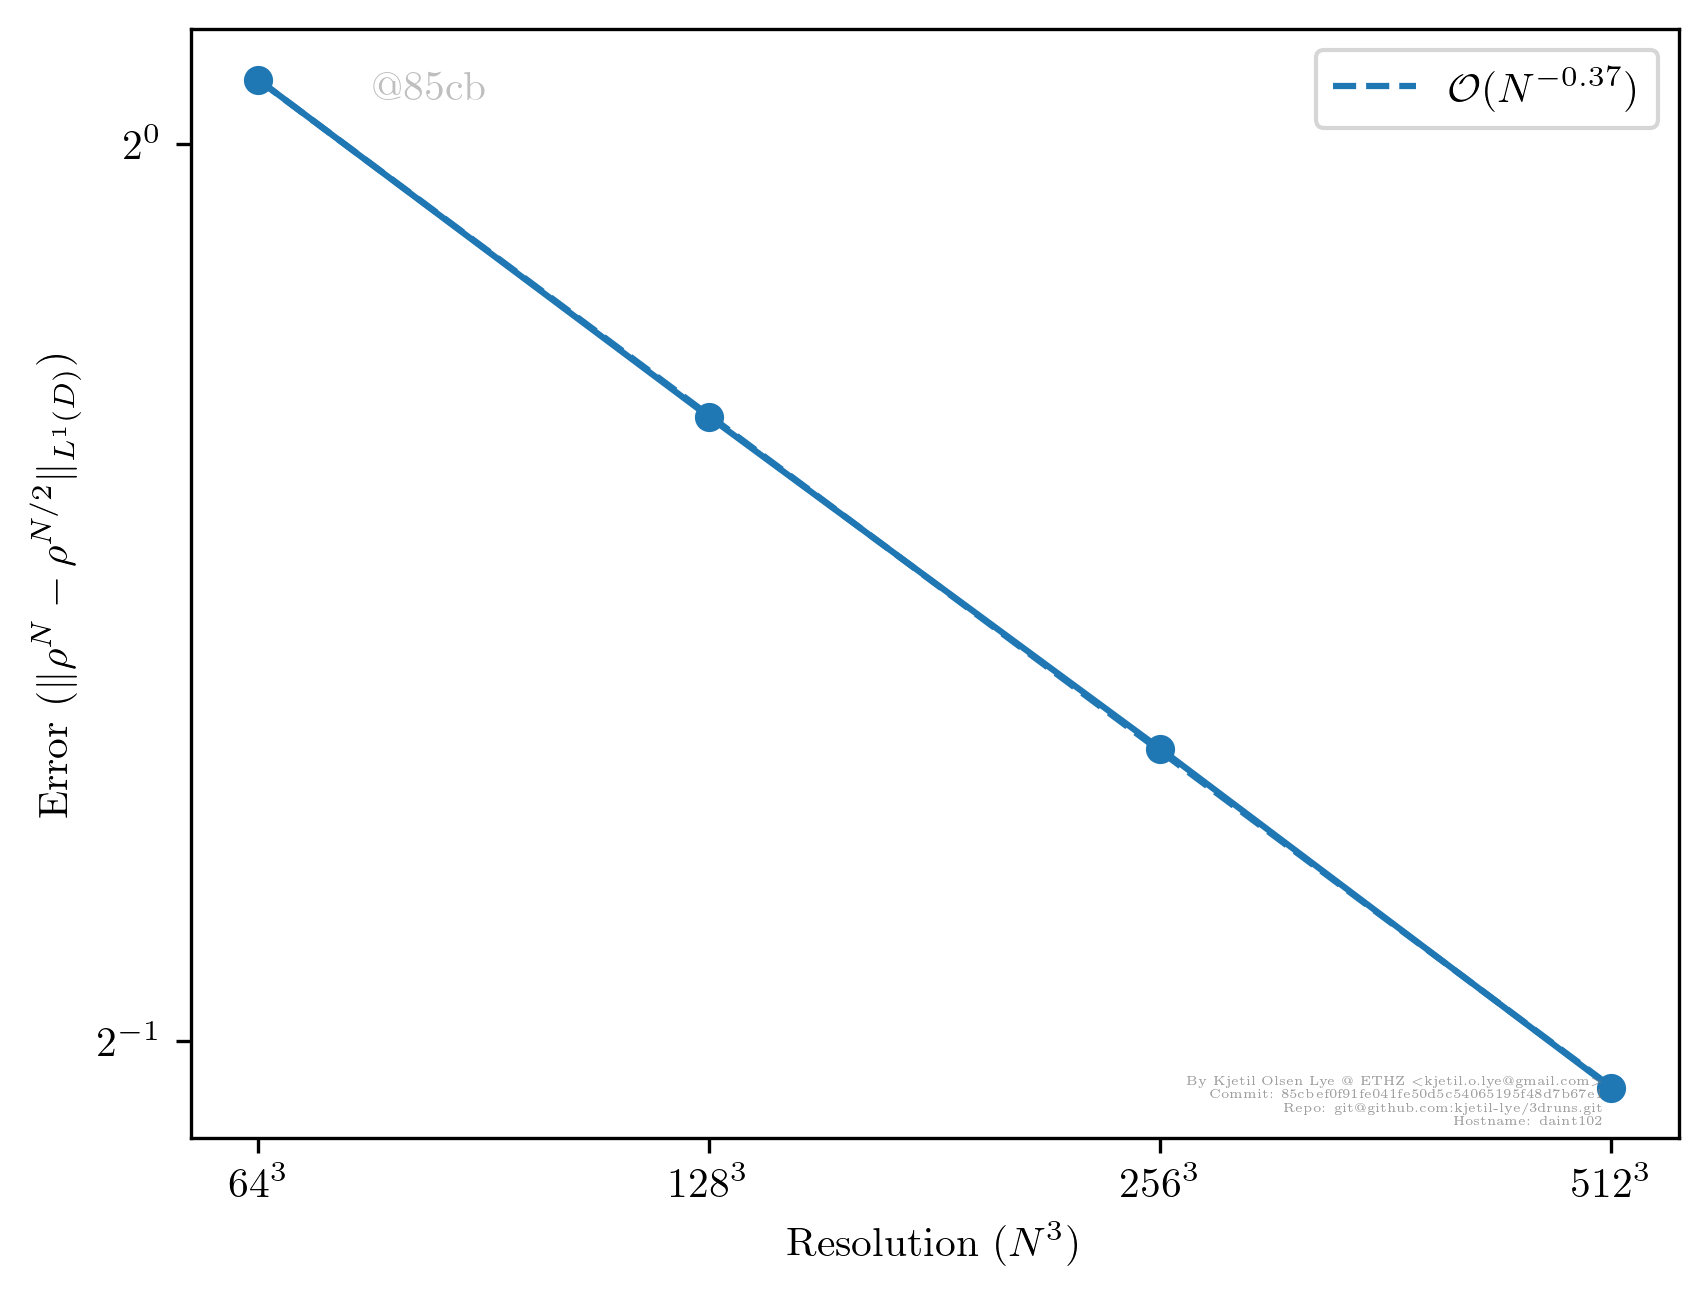 @85cb
𝒪(N^{-0.37})
2^0
2^{-1}
Error (||ρ^N − ρ^{N/2}||_{L^1(D)})
By Kjetil Olsen Lye @ ETHZ <kjetil.o.lye@gmail.com>
Commit:
Repo: git@github.com:kjetil-lye/3druns.git
Hostname: daint102
64^3 128^3 256^3 512^3
Resolution (N^3)